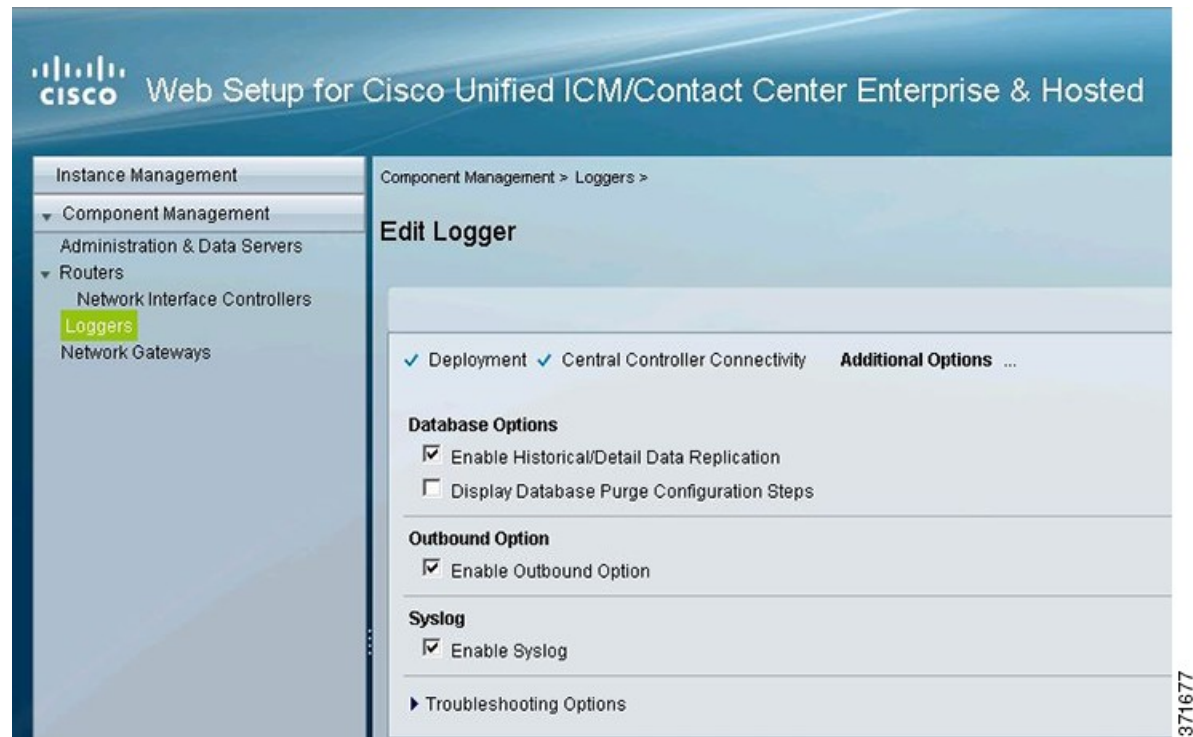 CISCO Web Setup for Cisco Unified ICM/Contact Center Enterprise & Hosted
Instance Management
Component Management
Administration & Data Servers
Routers
Network Interface Controllers
Loggers
Network Gateways
Component Management > Loggers >
Edit Logger
Deployment Central Controller Connectivity Additional Options ...
Database Options
Enable Historical/Detail Data Replication
Display Database Purge Configuration Steps
Outbound Option
Enable Outbound Option
Syslog
Enable Syslog
Troubleshooting Options
371677